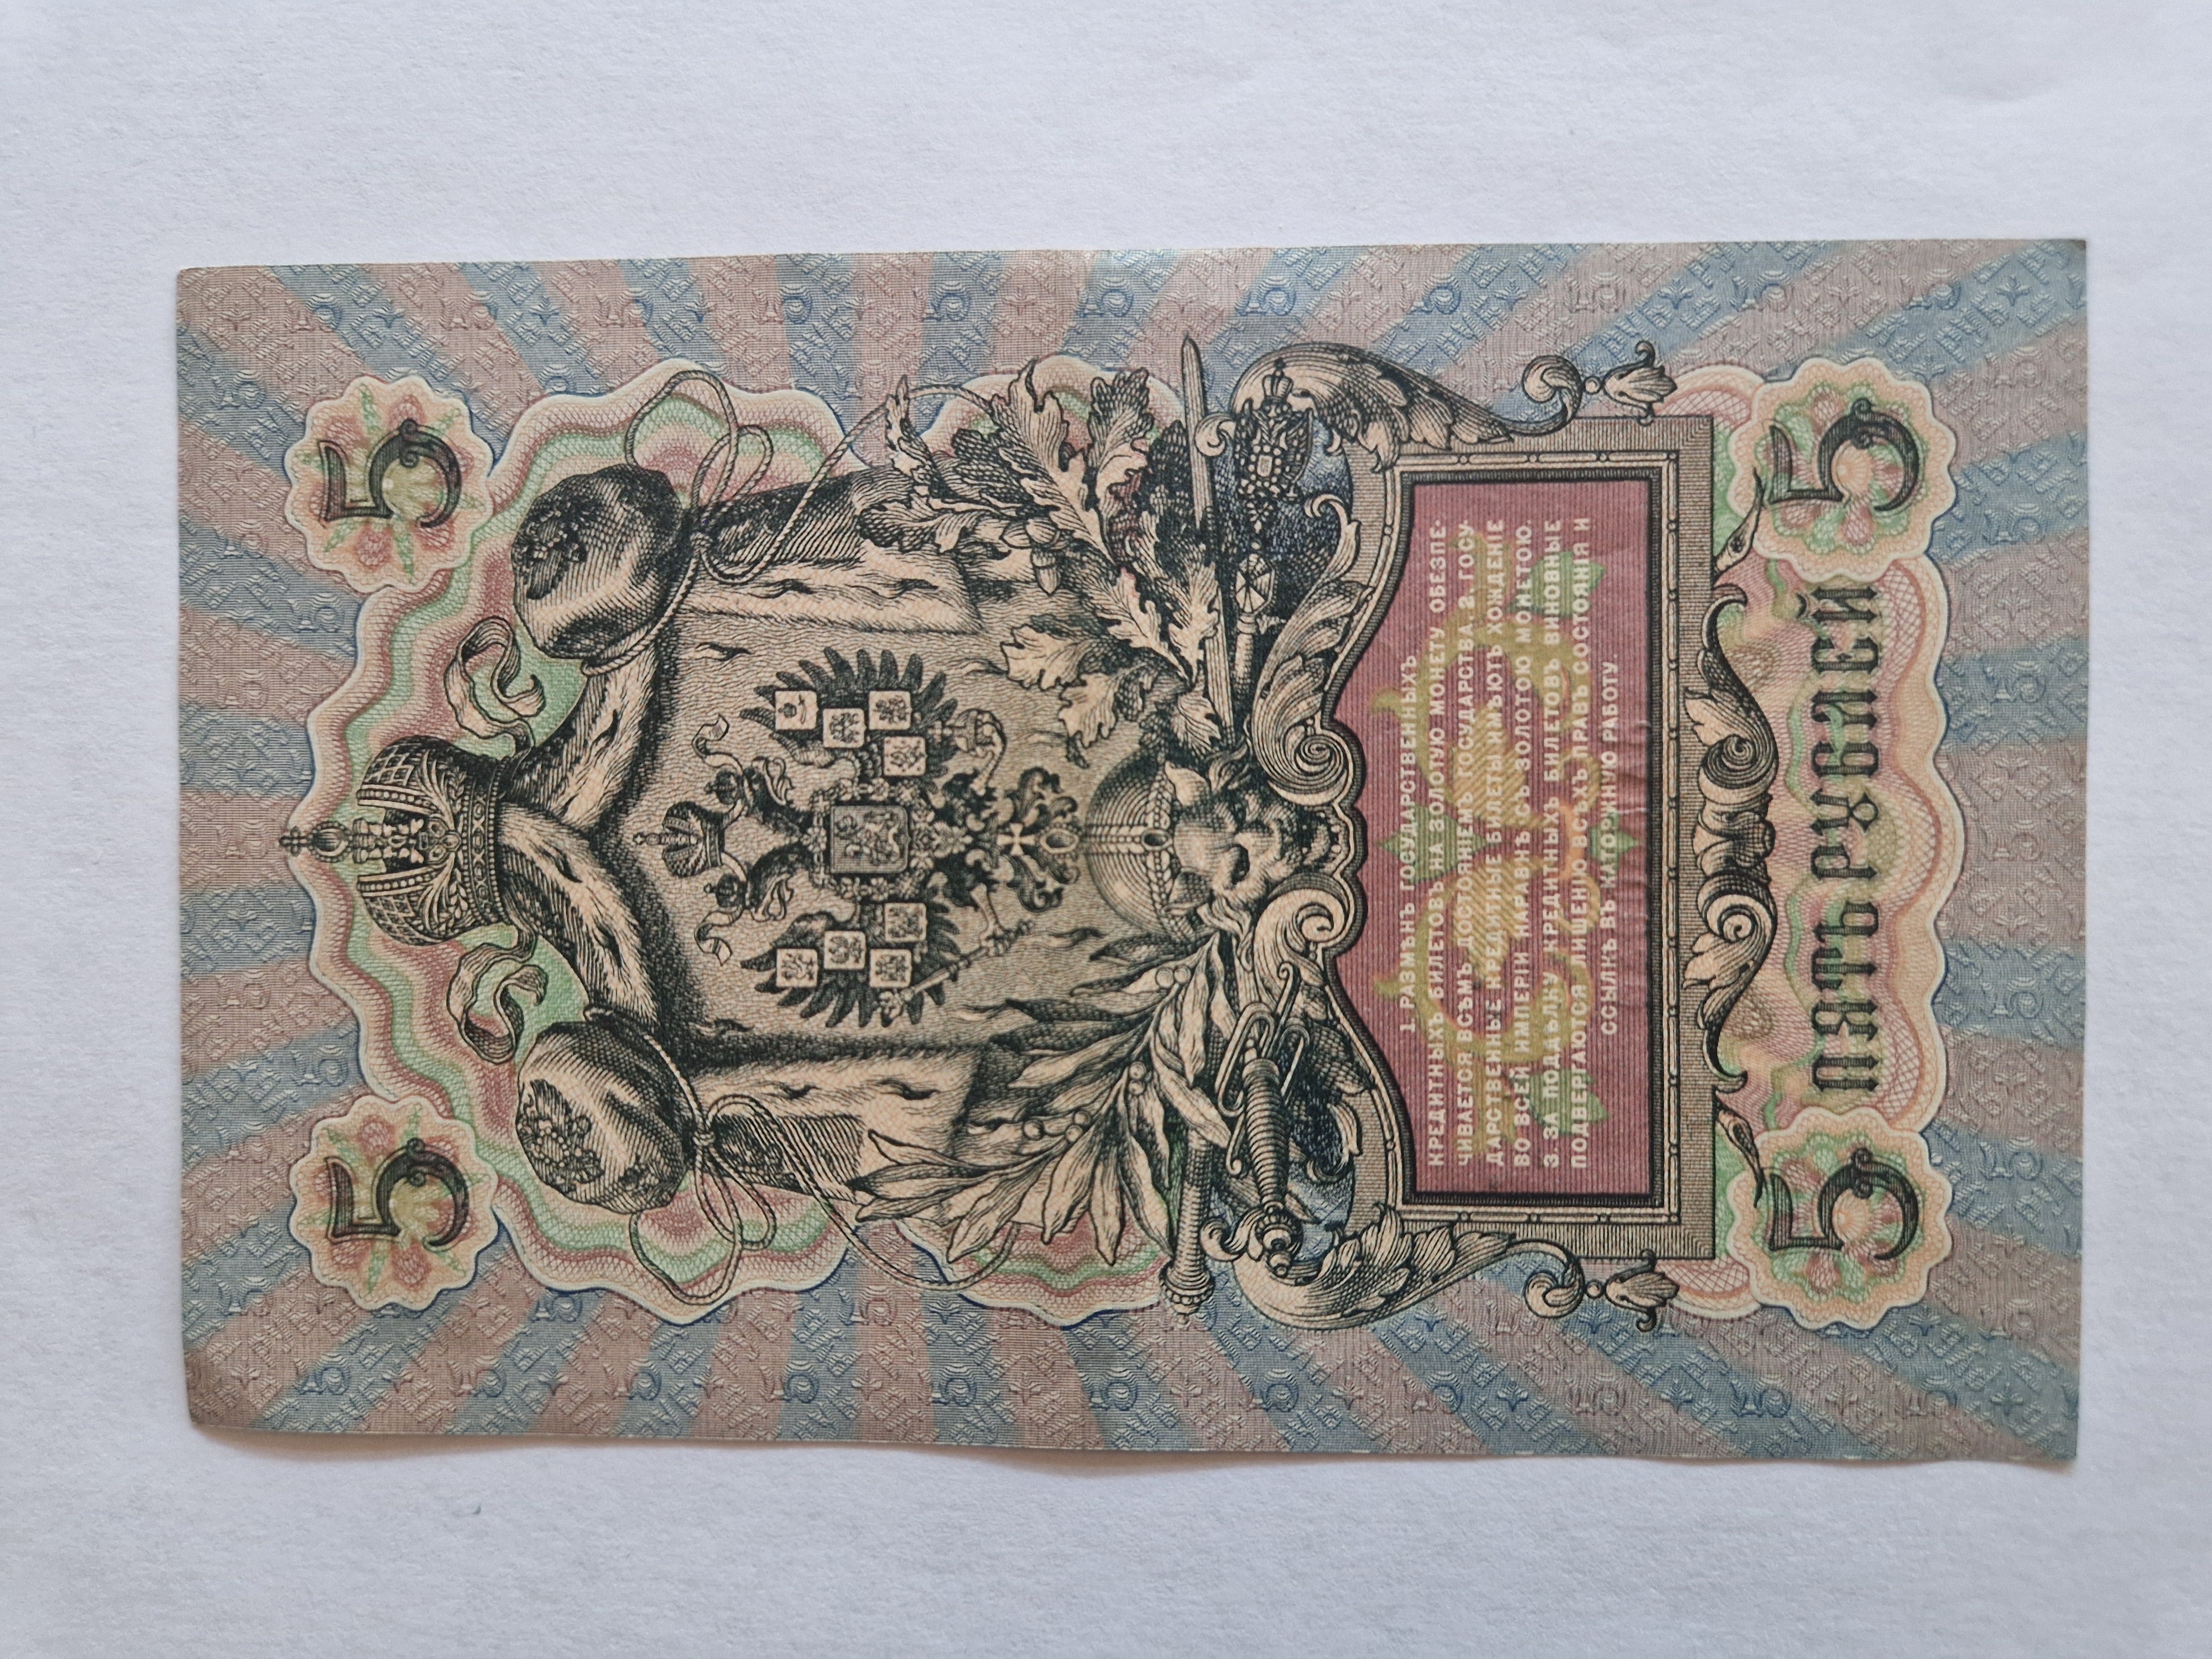 5 5
1. РАЗМѢНЪ ГОСУДАРСТВЕННЫХЪ
КРЕДИТНЫХЪ БИЛЕТОВЪ НА ЗОЛОТУЮ МОНЕТУ ОБЕЗПЕ-
ЧИВАЕТСЯ ВСѢМЪ ДОСТОЯНІЕМЪ ГОСУДАРСТВА. 2. ГОСУ-
ДАРСТВЕННЫЕ КРЕДИТНЫЕ БИЛЕТЫ ИМѢЮТЪ ХОЖДЕНІЕ
ВО ВСЕЙ ИМПЕРІИ НАРАВНѢ СЪ ЗОЛОТОЮ МОНЕТОЮ.
3 ЗА ПОДДѢЛКУ КРЕДИТНЫХЪ БИЛЕТОВЪ ВИНОВНЫЕ
ПОДВЕРГАЮТСЯ ЛИШЕНІЮ ВСѢХЪ ПРАВЪ СОСТОЯНІЯ И
ССЫЛКѢ ВЪ КАТОРЖНУЮ РАБОТУ.
5 ПЯТЬ РУБЛЕЙ 5